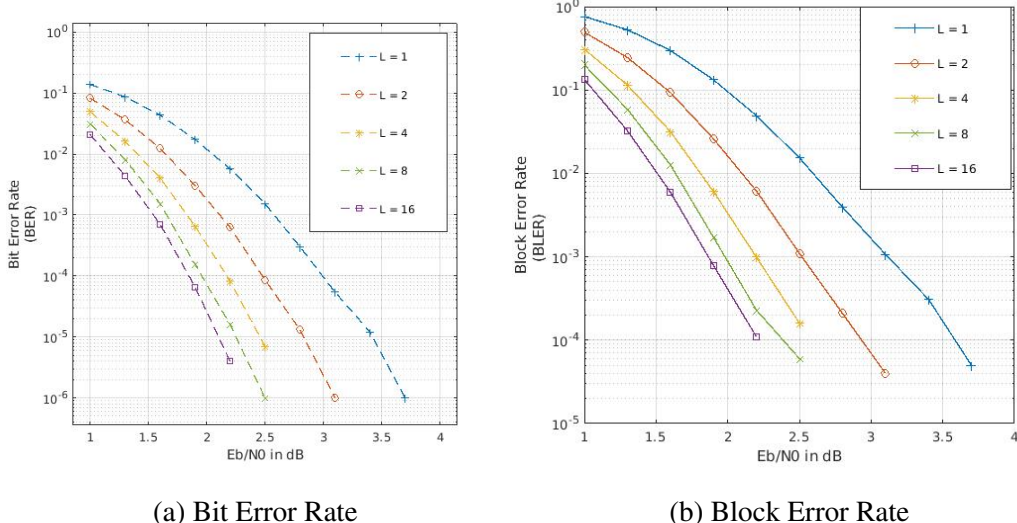 10^0
10^-1
10^-2
10^-3
10^-4
10^-5
10^-6
Bit Error Rate
(BER)
1
1.5
2
2.5
3
3.5
4
Eb/N0 in dB
L = 1
L = 2
L = 4
L = 8
L = 16
(a) Bit Error Rate
10^0
10^-1
10^-2
10^-3
10^-4
10^-5
Block Error Rate
(BLER)
1
1.5
2
2.5
3
3.5
4
Eb/N0 in dB
L = 1
L = 2
L = 4
L = 8
L = 16
(b) Block Error Rate